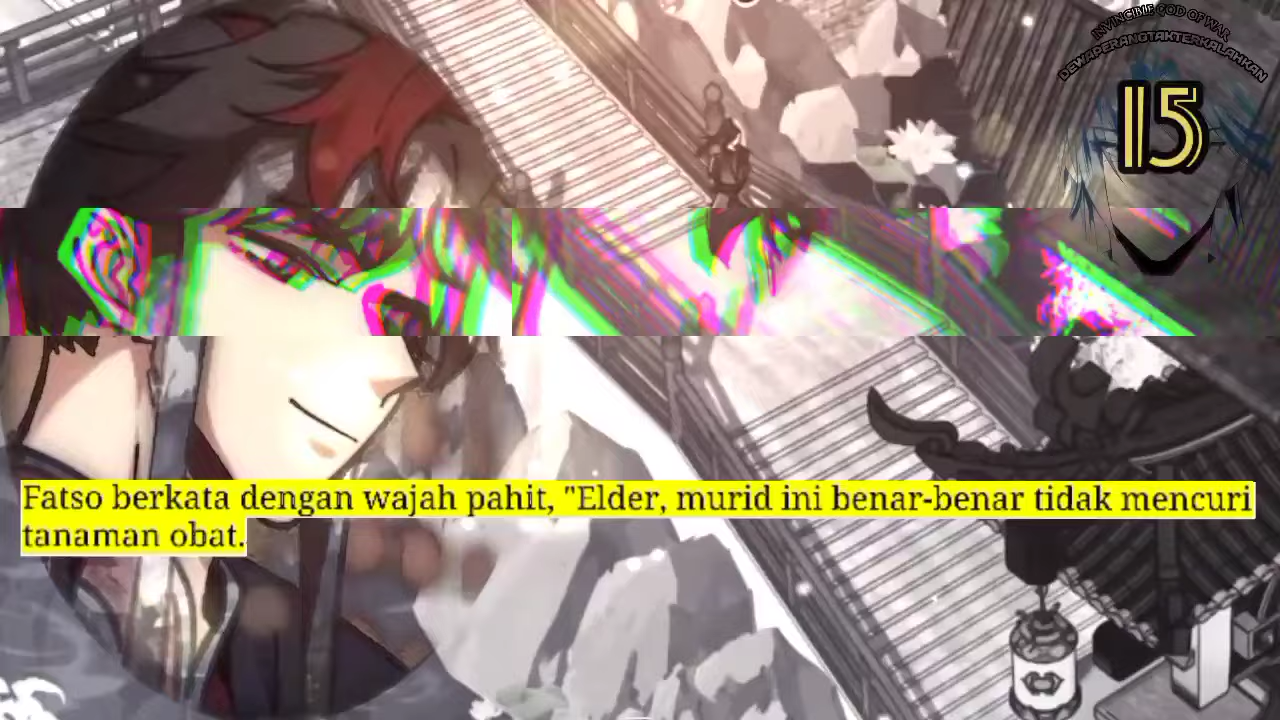 INVINCIBLE GOD OF WAR
DEWAPERANGTAKTERKALAHKAN
15
Fatso berkata dengan wajah pahit, "Elder, murid ini benar-benar tidak mencuri
tanaman obat.